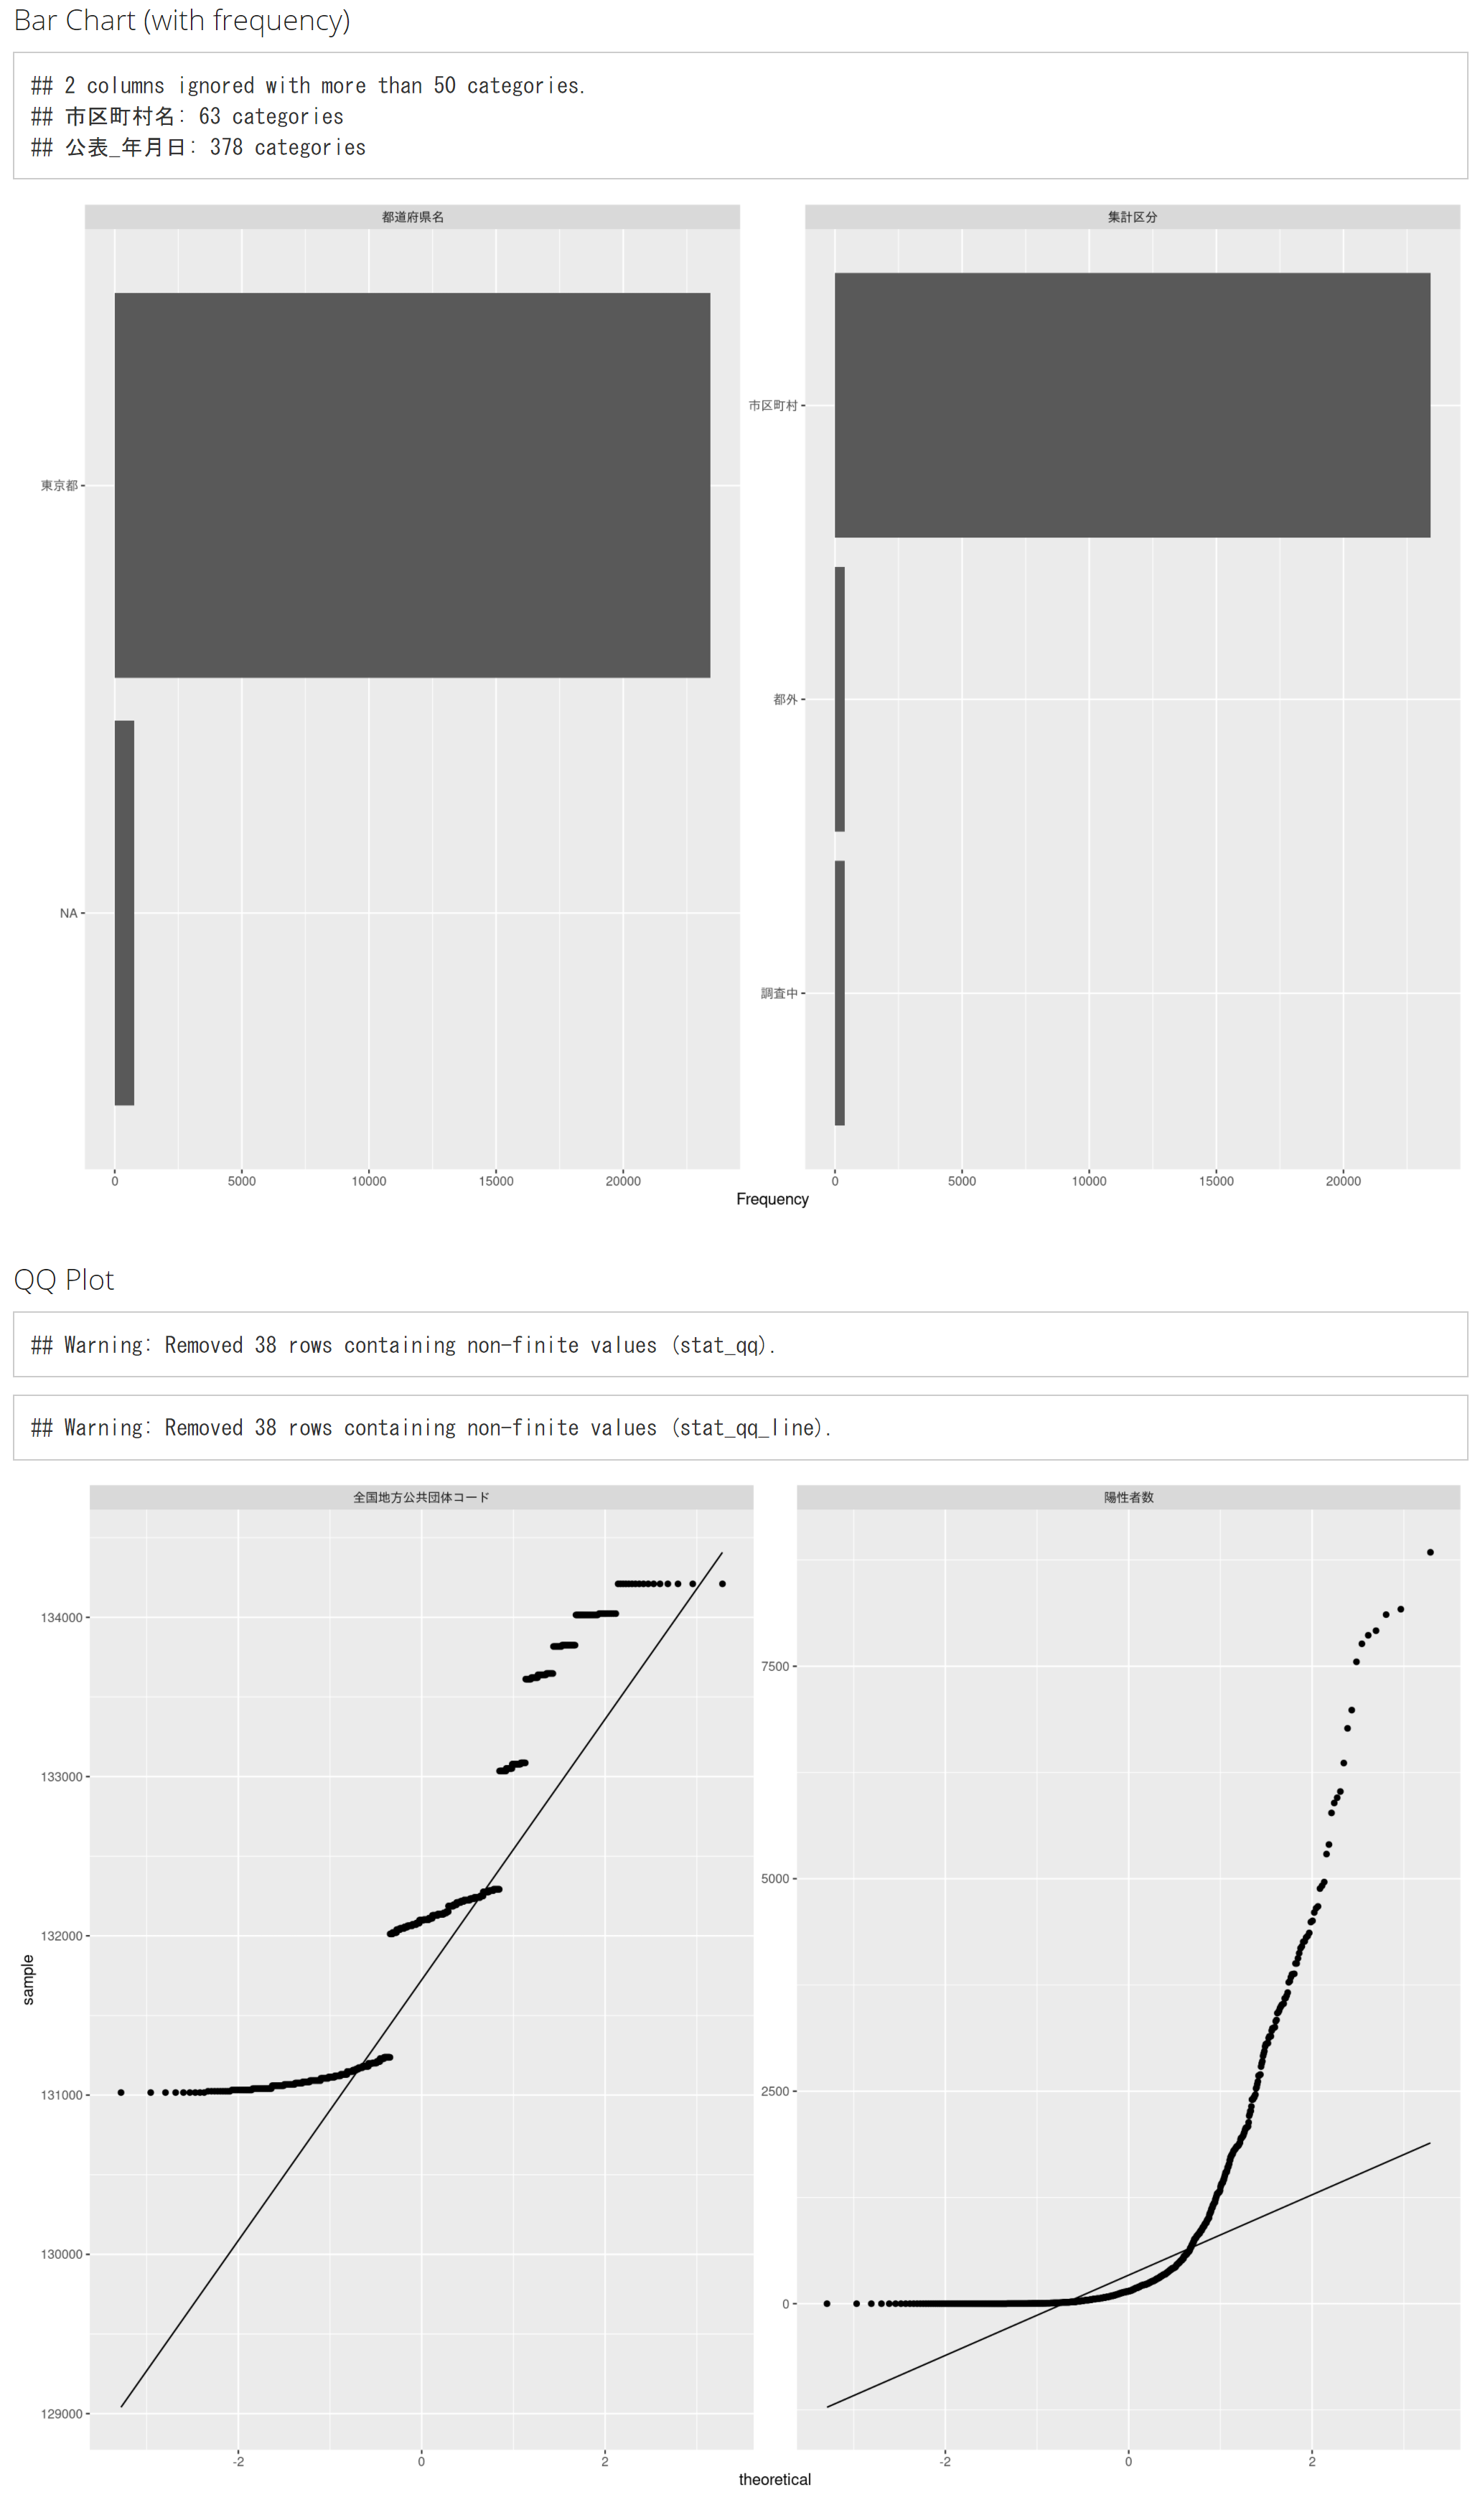 Bar Chart (with frequency)
## 2 columns ignored with more than 50 categories.
## 市区町村名: 63 categories
## 公表_年月日: 378 categories
都道府県名
集計区分
東京都
NA
市区町村
都外
調査中
0 5000 10000 15000 20000
0 5000 10000 15000 20000
Frequency
QQ Plot
## Warning: Removed 38 rows containing non-finite values (stat_qq).
## Warning: Removed 38 rows containing non-finite values (stat_qq_line).
全国地方公共団体コード
陽性者数
134000
133000
132000
131000
130000
129000
7500
5000
2500
0
sample
-2 0 2
-2 0 2
theoretical